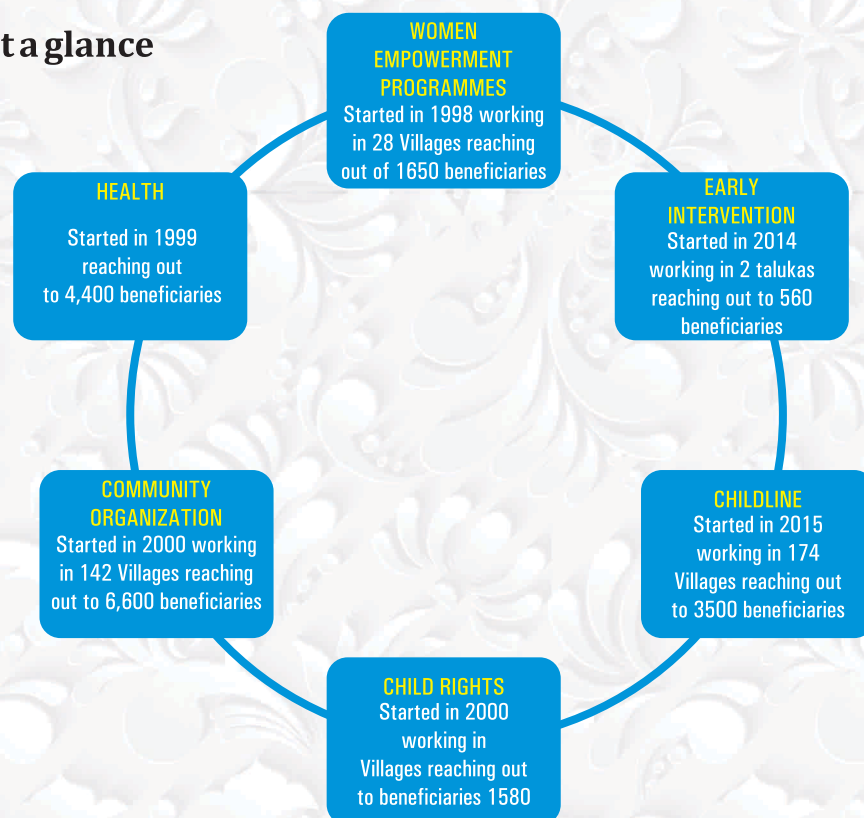 t a glance
WOMEN
EMPOWERMENT
PROGRAMMES
Started in 1998 working
in 28 Villages reaching
out of 1650 beneficiaries
EARLY
INTERVENTION
Started in 2014
working in 2 talukas
reaching out to 560
beneficiaries
CHILDLINE
Started in 2015
working in 174
Villages reaching out
to 3500 beneficiaries
CHILD RIGHTS
Started in 2000
working in
Villages reaching out
to beneficiaries 1580
COMMUNITY
ORGANIZATION
Started in 2000 working
in 142 Villages reaching
out to 6,600 beneficiaries
HEALTH
Started in 1999
reaching out
to 4,400 beneficiaries